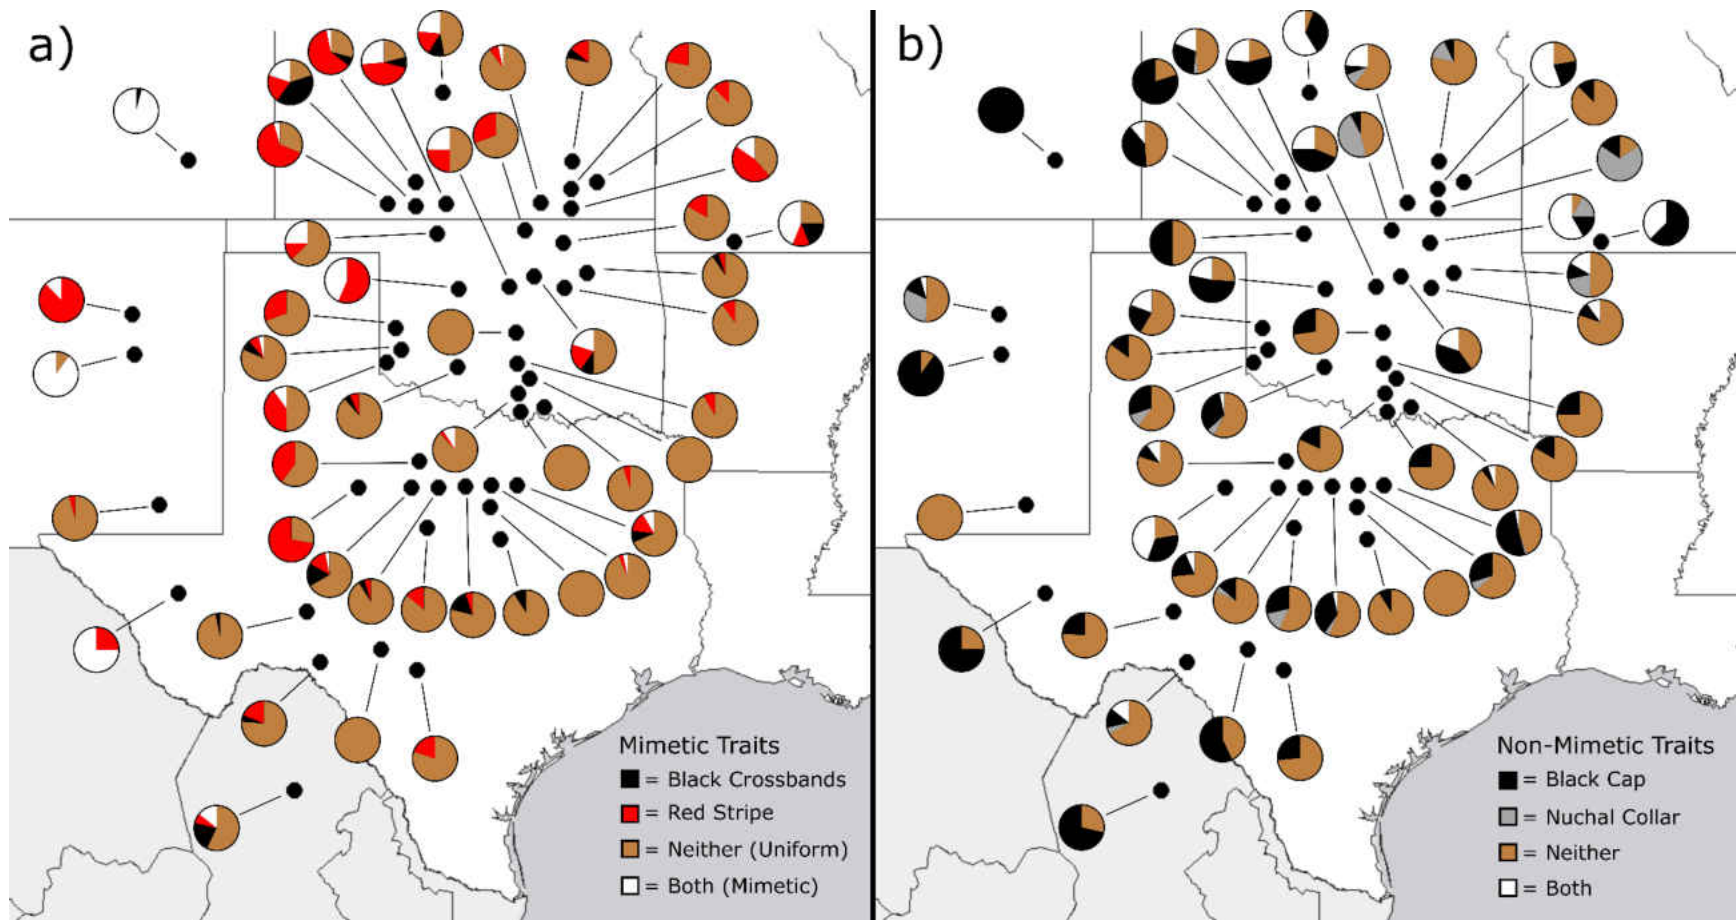 a)
Mimetic Traits
= Black Crossbands
= Red Stripe
= Neither (Uniform)
= Both (Mimetic)
b)
Non-Mimetic Traits
= Black Cap
= Nuchal Collar
= Neither
= Both